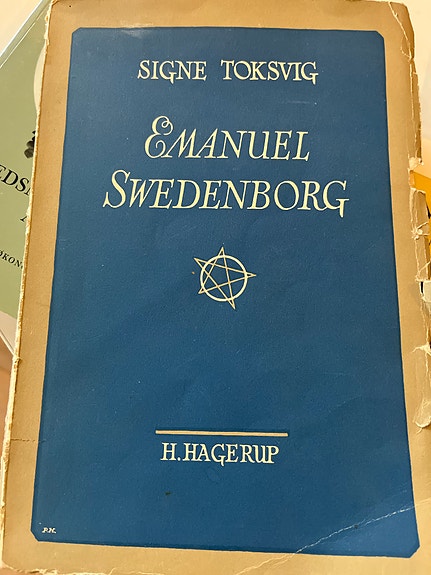 SIGNE TOKSVIG
EMANUEL
SWEDENBORG
H. HAGERUP
P.H.